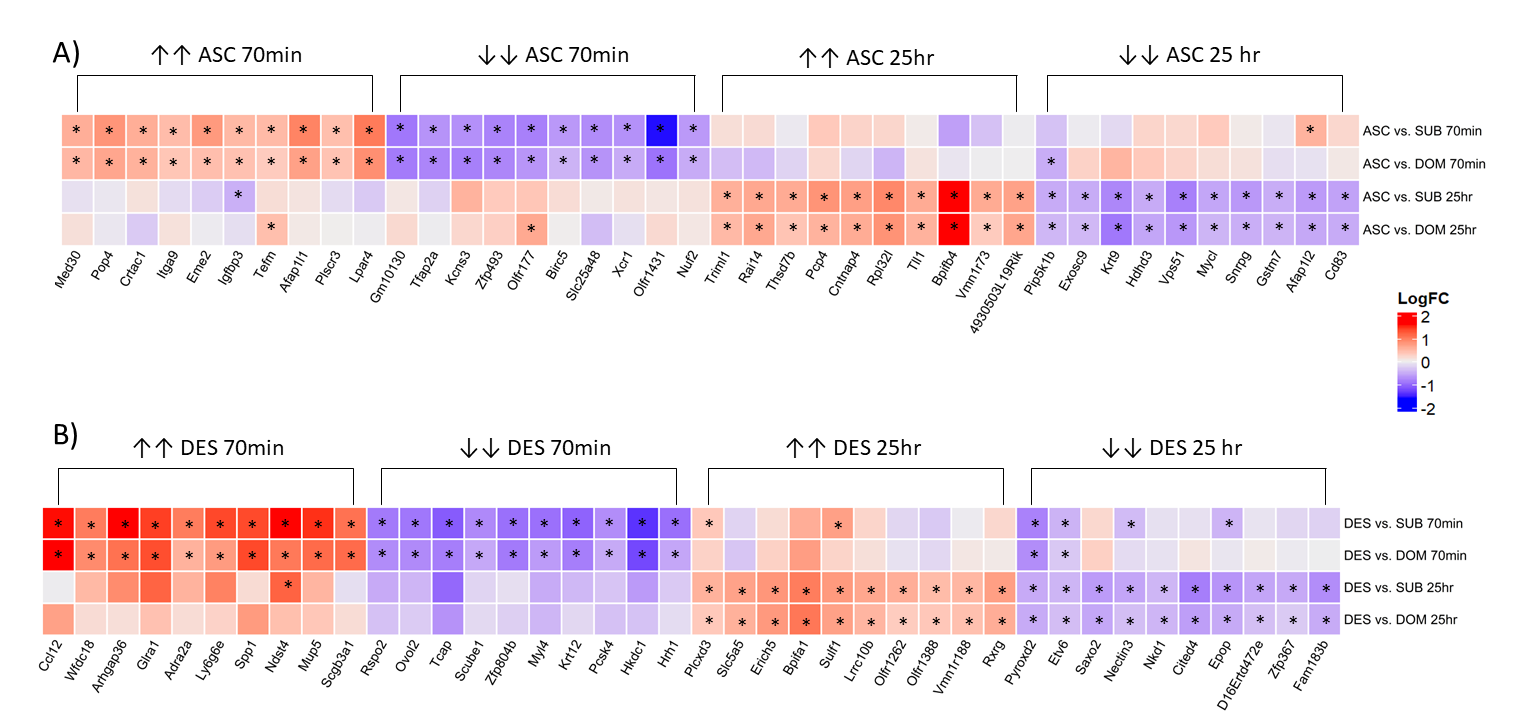 A)
↑↑ ASC 70min
↓↓ ASC 70min
↑↑ ASC 25hr
↓↓ ASC 25 hr
* * * * * * * * * * * * * * * * * * * * *
ASC vs. SUB 70min
* * * * * * * * * * * * * * * * * * * * *
ASC vs. DOM 70min
* * * * * * * * * * * * * * * * * * * * *
ASC vs. SUB 25hr
* * * * * * * * * * * * * * * * * * * * * *
ASC vs. DOM 25hr
Med30
Pop4
Crtac1
Itga9
Eme2
Igfbp3
Tefm
Afap1l1
Plscr3
Lpar4
Gm10130
Tfap2a
Kcns3
Zfp493
Olfr177
Birc5
Slc25a48
Xcr1
Olfr1431
Nuf2
Triml1
Rai14
Thsd7b
Pcp4
Cntnap4
Rpl32l
Tll1
Bpifb4
Vmn1r73
4930503L19Rik
Pip5k1b
Exosc9
Krt9
Hdhd3
Vps51
Mycl
Snrpg
Gstm7
Afap1l2
Cd83
LogFC
2
1
0
-1
-2
B)
↑↑ DES 70min
↓↓ DES 70min
↑↑ DES 25hr
↓↓ DES 25 hr
* * * * * * * * * * * * * * * * * * * * * * * * * *
DES vs. SUB 70min
* * * * * * * * * * * * * * * * * * * * * *
DES vs. DOM 70min
* * * * * * * * * * * * * * * * * * * * *
DES vs. SUB 25hr
* * * * * * * * * * * * * * * * * * * *
DES vs. DOM 25hr
Ccl12
Wfdc18
Arhgap36
Glra1
Adra2a
Ly6g6e
Spp1
Ndst4
Mup5
Scgb3a1
Rspo2
Ovol2
Tcap
Scube1
Zfp804b
Myl4
Krt12
Pcsk4
Hkdc1
Hrh1
Plcxd3
Slc5a5
Erich5
Bpifa1
Sulf1
Lrrc10b
Olfr1262
Olfr1388
Vmn1r188
Rxrg
Pyroxd2
Etv6
Saxo2
Nectin3
Nkd1
Cited4
Epop
D16Ertd472e
Zfp367
Fam183b